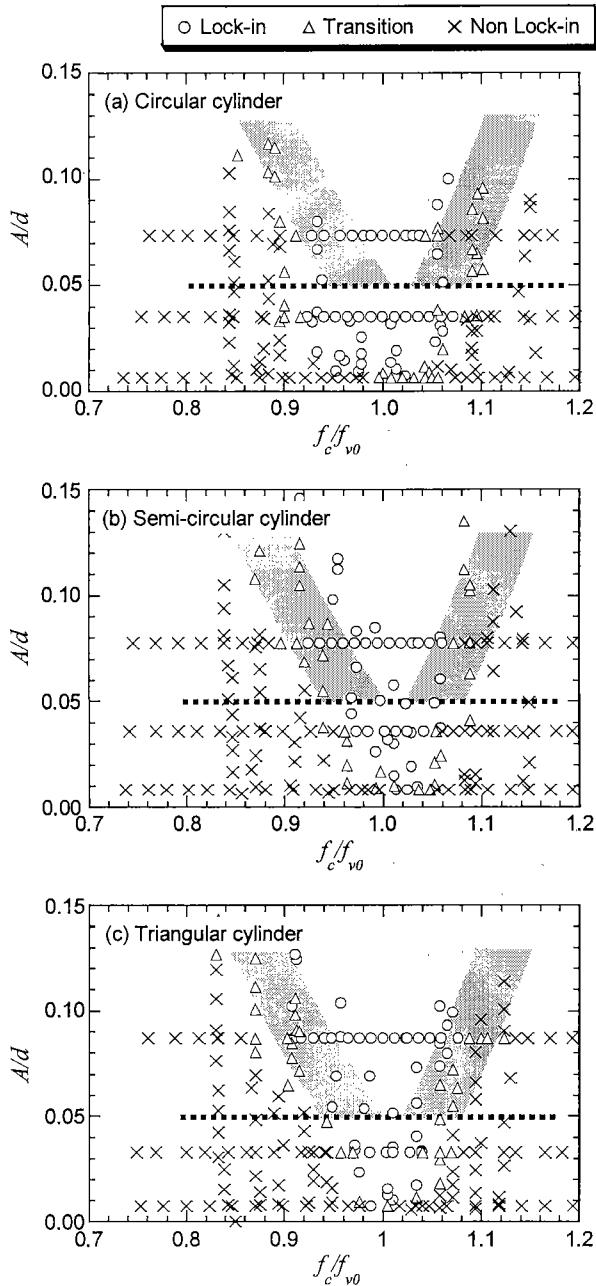 ○ Lock-in △ Transition × Non Lock-in
0.15
(a) Circular cylinder
0.10
A/d
0.05
0.00
0.7 0.8 0.9 1.0 1.1 1.2
f_c/f_v0
0.15
(b) Semi-circular cylinder
0.10
A/d
0.05
0.00
0.7 0.8 0.9 1.0 1.1 1.2
f_c/f_v0
0.15
(c) Triangular cylinder
0.10
A/d
0.05
0.00
0.7 0.8 0.9 1.0 1.1 1.2
f_c/f_v0